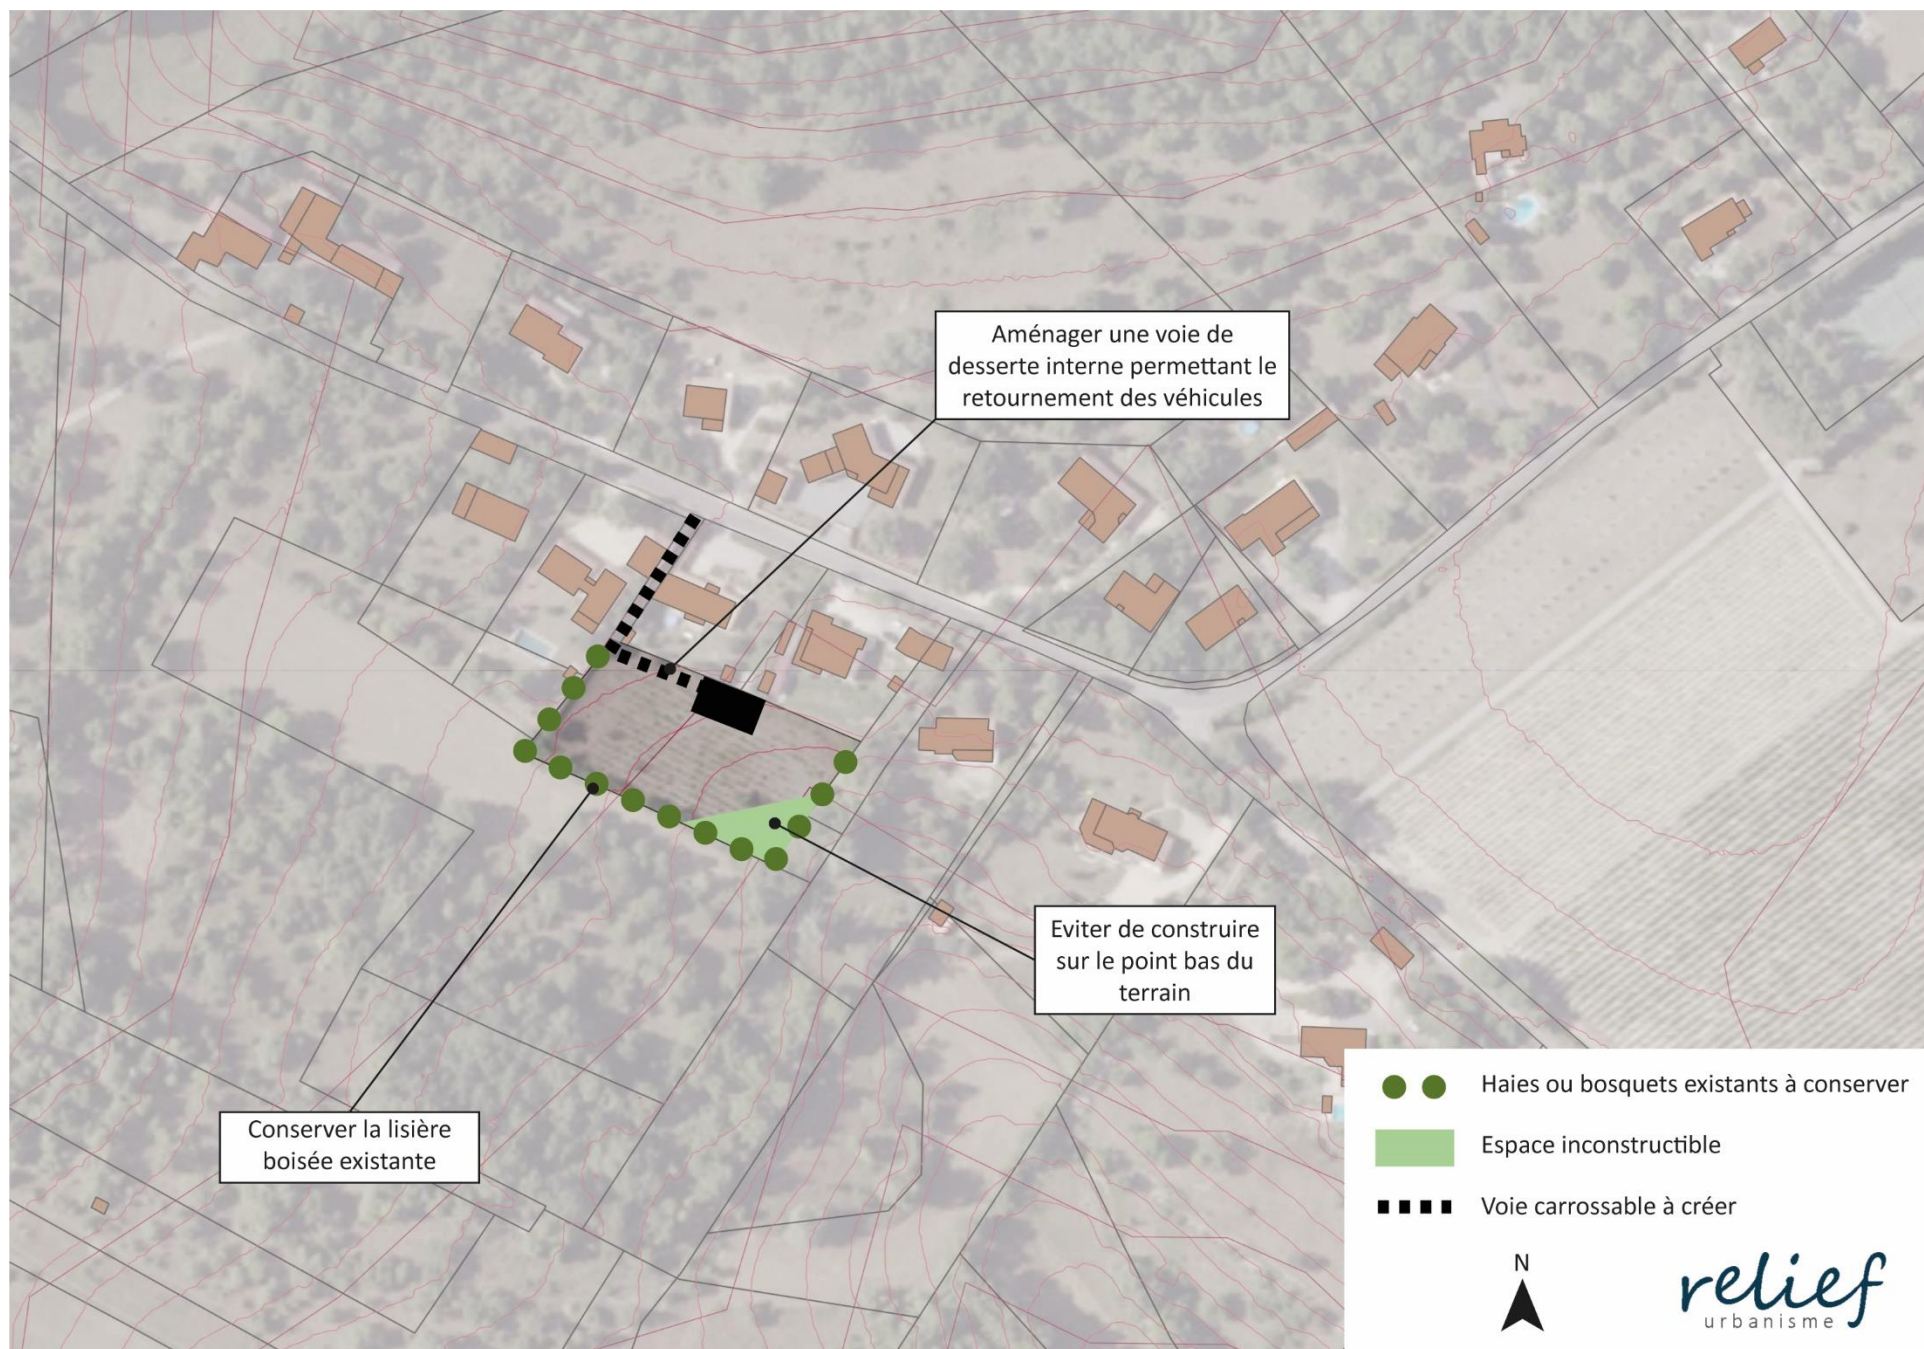 Aménager une voie de
desserte interne permettant le
retournement des véhicules
Eviter de construire
sur le point bas du
terrain
Conserver la lisière
boisée existante
Haies ou bosquets existants à conserver
Espace inconstructible
Voie carrossable à créer
N
relief
urbanisme